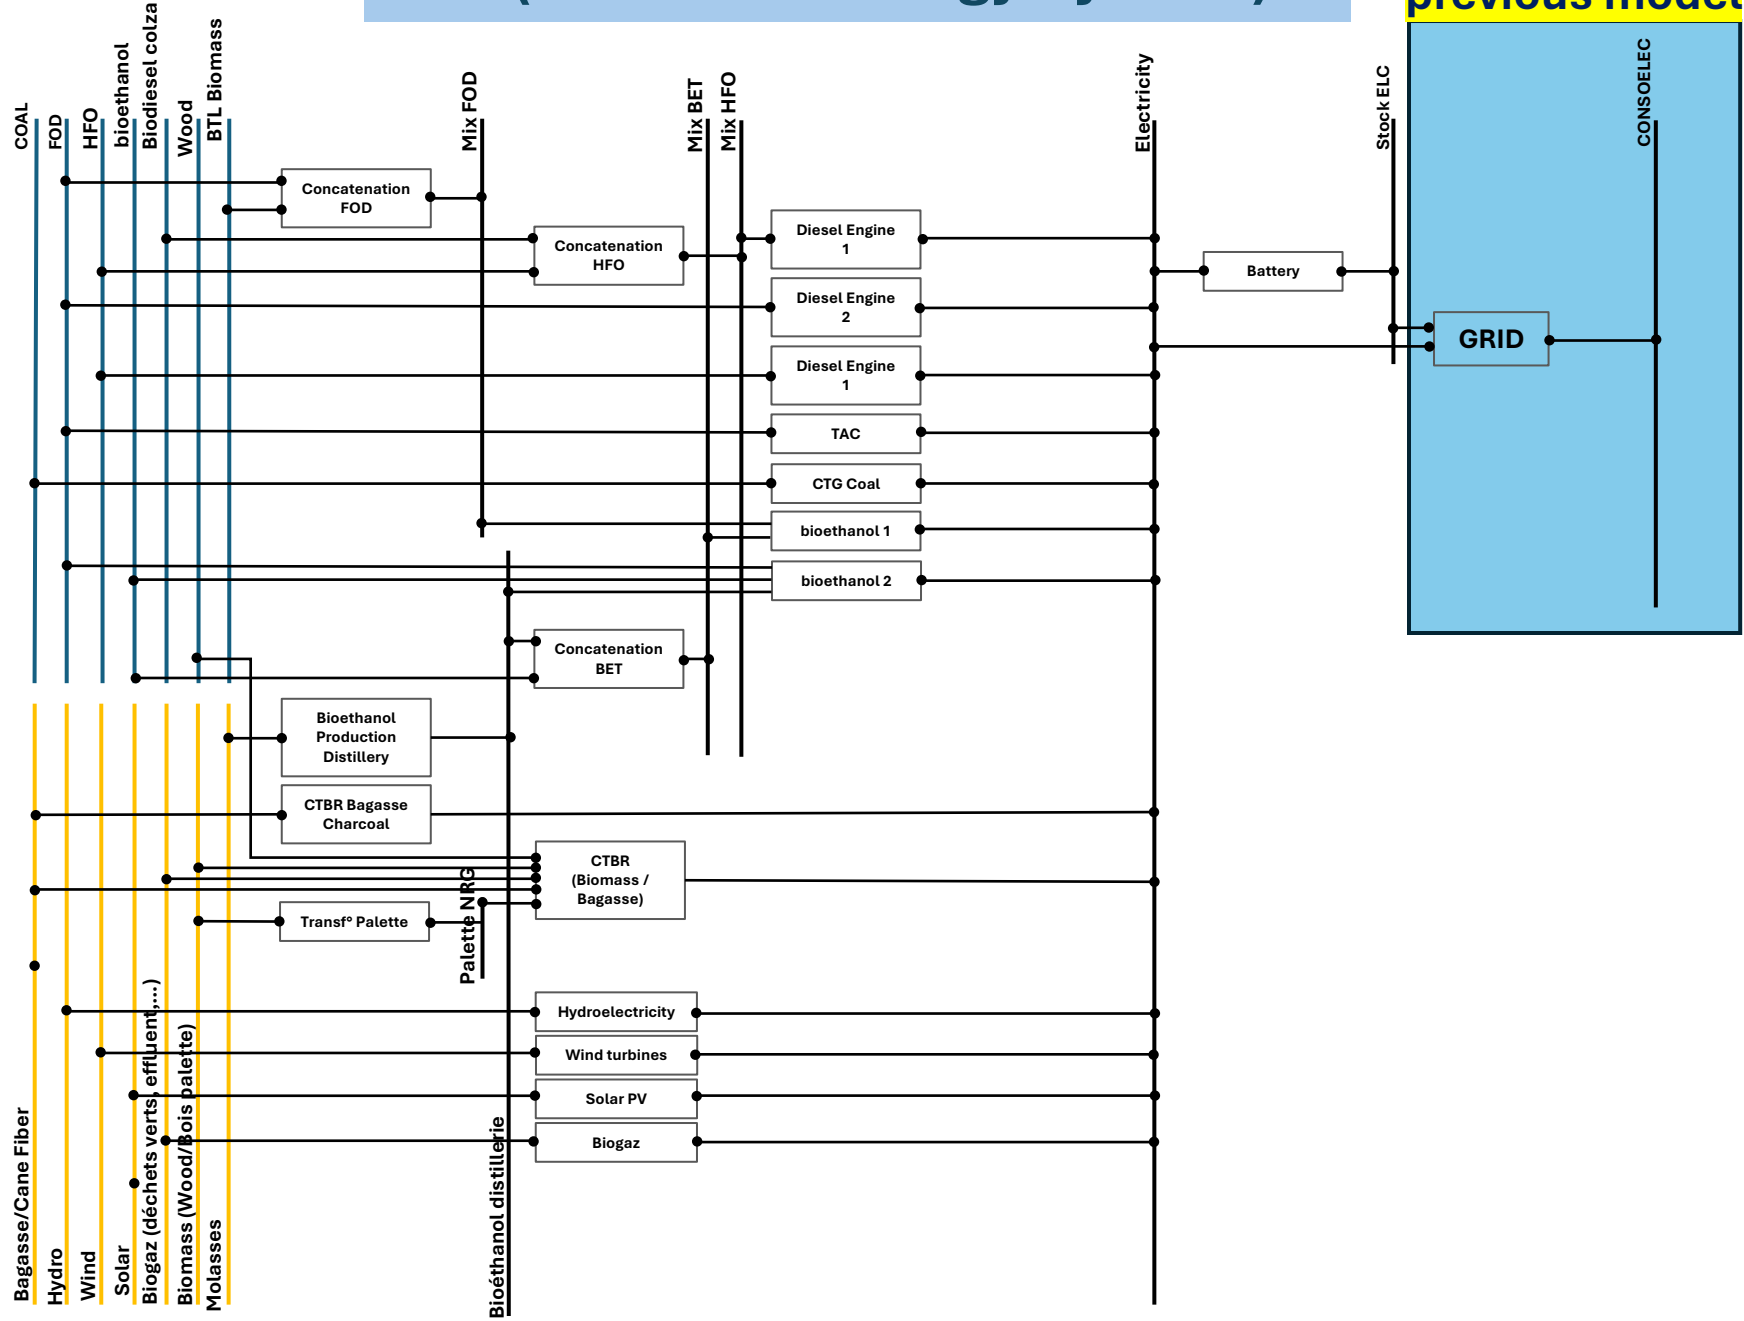 previous model
COAL
FOD
HFO
bioethanol
Biodiesel colza
Wood
BTL Biomass
Mix FOD
Mix BET
Mix HFO
Electricity
Stock ELC
CONSOELEC
Concatenation
FOD
Concatenation
HFO
Diesel Engine
1
Diesel Engine
2
Diesel Engine
1
TAC
CTG Coal
bioethanol 1
bioethanol 2
Battery
GRID
Concatenation
BET
Bioethanol
Production
Distillery
CTBR Bagasse
Charcoal
CTBR
(Biomass /
Bagasse)
Transf° Palette
Palette NRG
Hydroelectricity
Wind turbines
Solar PV
Biogaz
Bagasse/Cane Fiber
Hydro
Wind
Solar
Biogaz (déchets verts, effluent,…)
Biomass (Wood/Bois palette)
Molasses
Bioéthanol distillerie